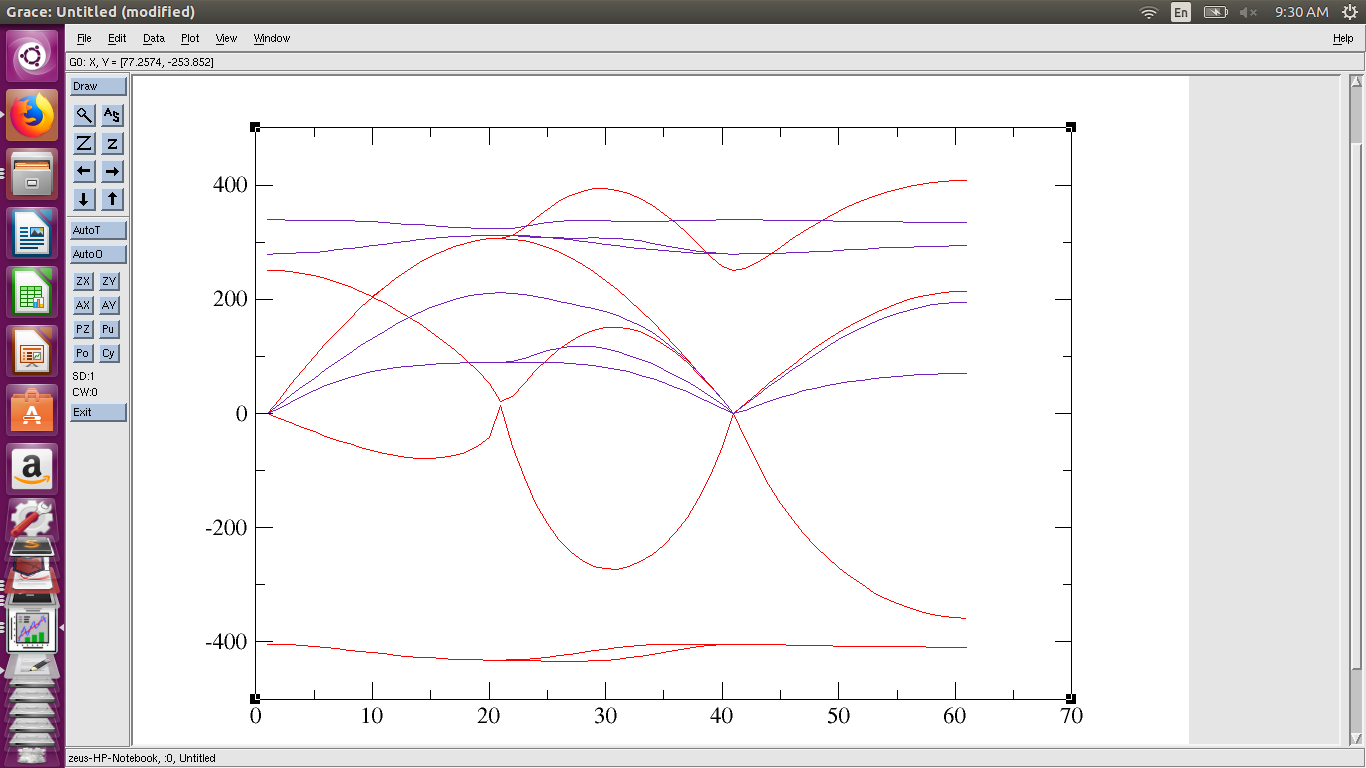 Grace: Untitled (modified)
En
9:30 AM
File Edit Data Plot View Window Help
G0: X, Y = [77.2574, -253.852]
Draw
A S
Z z
AutoT
AutoO
ZX ZY
AX AY
PZ Pu
Po Cy
SD:1
CW:0
Exit
400
200
0
-200
-400
0 10 20 30 40 50 60 70
zeus-HP-Notebook, :0, Untitled